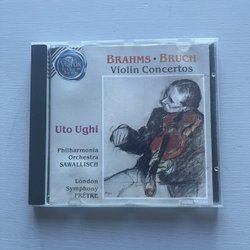 BRAHMS • BRUCH
Violin Concertos
Uto Ughi
Philharmonia
Orchestra
SAWALLISCH
London
Symphony
PRÊTRE